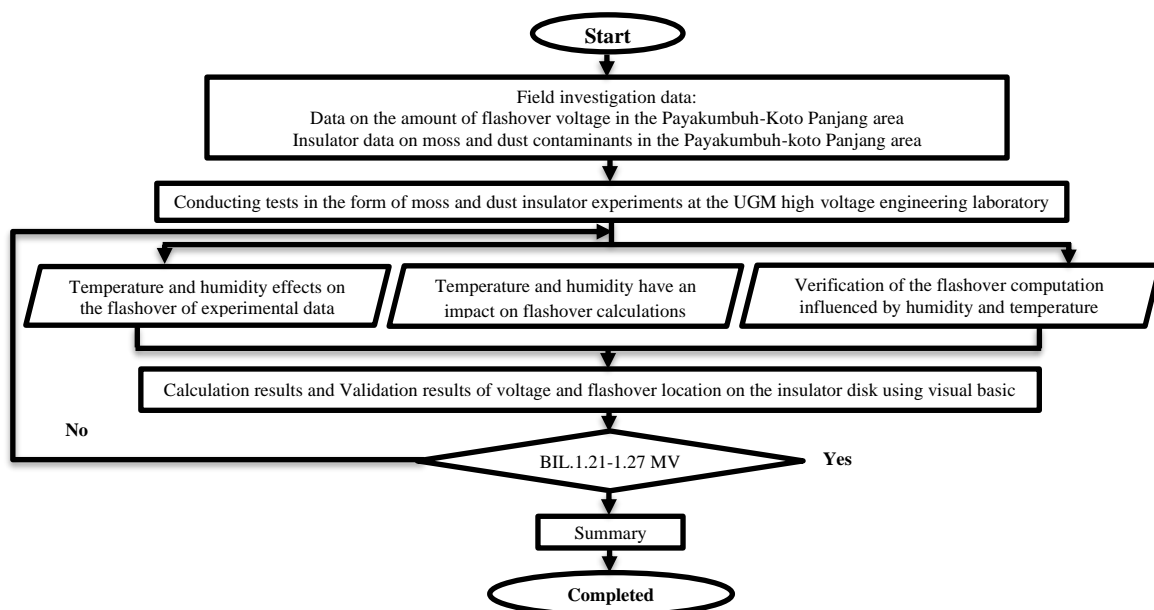 Start
Field investigation data:
Data on the amount of flashover voltage in the Payakumbuh-Koto Panjang area
Insulator data on moss and dust contaminants in the Payakumbuh-koto Panjang area
Conducting tests in the form of moss and dust insulator experiments at the UGM high voltage engineering laboratory
Temperature and humidity effects on
the flashover of experimental data
Temperature and humidity have an
impact on flashover calculations
Verification of the flashover computation
influenced by humidity and temperature
Calculation results and Validation results of voltage and flashover location on the insulator disk using visual basic
No
BIL.1.21-1.27 MV
Yes
Summary
Completed